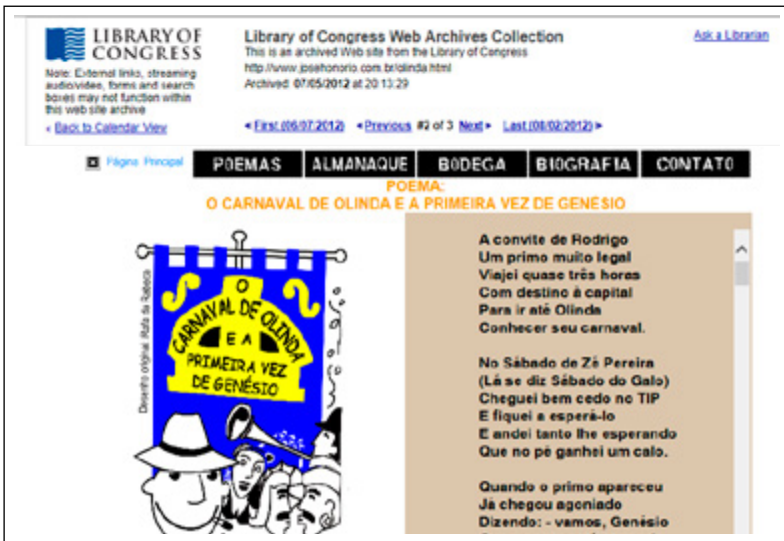 LIBRARY OF
CONGRESS
Note: External links, streaming
audio/video, forms and search
boxes may not function within
this web site archive
« Back to Calendar View
Library of Congress Web Archives Collection
This is an archived Web site from the Library of Congress
http://www.josehonorio.com.br/olinda.html
Archived: 07/05/2012 at 20:13:29
◄ First (06/07/2012) ◄ Previous #2 of 3 Next ► Last (08/02/2012) ►
Ask a Librarian
Página Principal
POEMAS ALMANAQUE BODEGA BIOGRAFIA CONTATO
POEMA:
O CARNAVAL DE OLINDA E A PRIMEIRA VEZ DE GENÉSIO
Desenho original: Mafa da Rabeca
O
CARNAVAL DE OLINDA
E A
PRIMEIRA VEZ
DE GENÉSIO
A convite de Rodrigo
Um primo muito legal
Viajei quase três horas
Com destino à capital
Para ir até Olinda
Conhecer seu carnaval.
No Sábado de Zé Pereira
(Lá se diz Sábado do Galo)
Cheguei bem cedo no TIP
E fiquei a esperá-lo
E andei tanto lhe esperando
Que no pé ganhei um calo.
Quando o primo apareceu
Já chegou agoniado
Dizendo: - vamos, Genésio